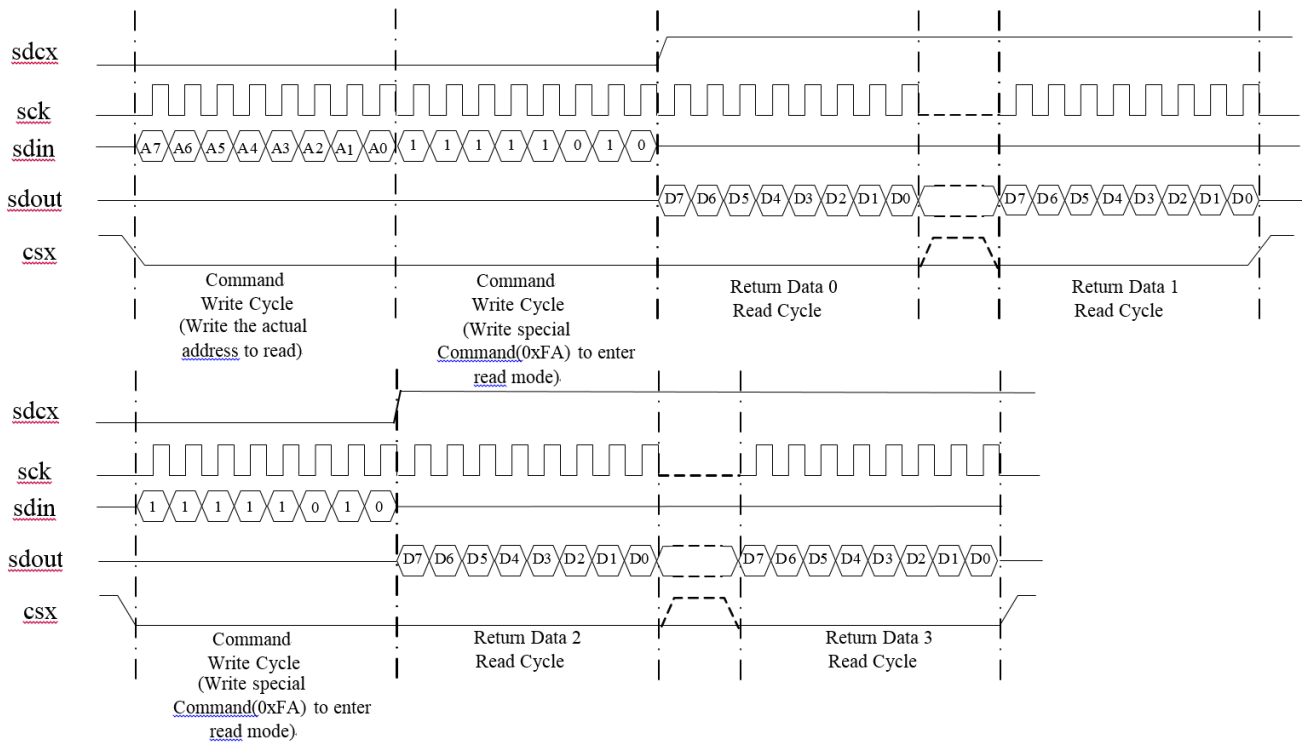 sdcx
sck
sdin A7 A6 A5 A4 A3 A2 A1 A0 1 1 1 1 1 0 1 0
sdout D7 D6 D5 D4 D3 D2 D1 D0 D7 D6 D5 D4 D3 D2 D1 D0
csx
Command
Write Cycle
(Write the actual
address to read)
Command
Write Cycle
(Write special
Command(0xFA) to enter
read mode)
Return Data 0
Read Cycle
Return Data 1
Read Cycle
sdcx
sck
sdin 1 1 1 1 1 0 1 0
sdout D7 D6 D5 D4 D3 D2 D1 D0 D7 D6 D5 D4 D3 D2 D1 D0
csx
Command
Write Cycle
(Write special
Command(0xFA) to enter
read mode)
Return Data 2
Read Cycle
Return Data 3
Read Cycle